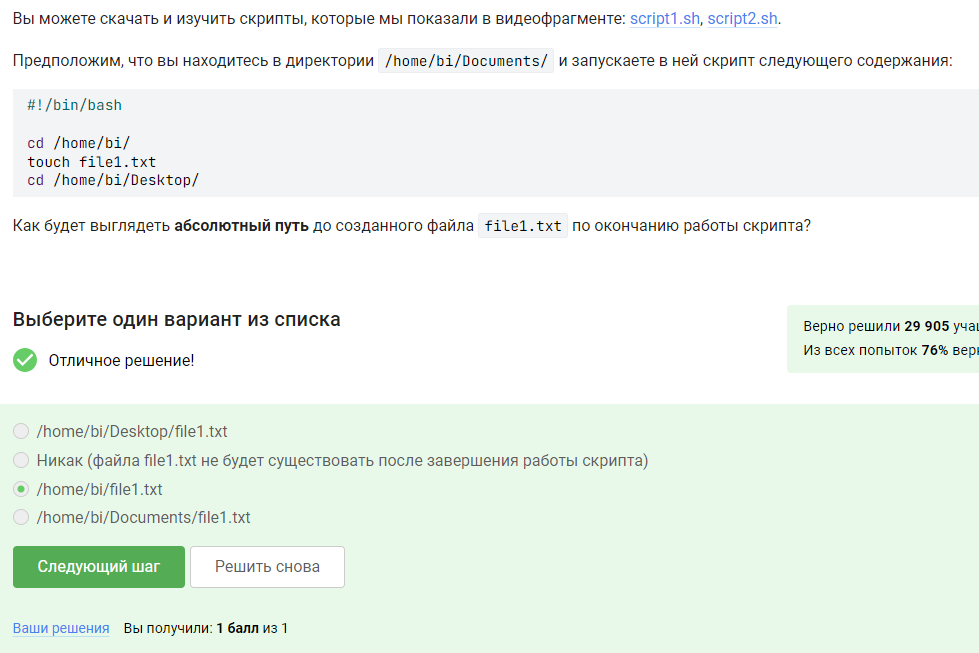 Вы можете скачать и изучить скрипты, которые мы показали в видеофрагменте: script1.sh, script2.sh.
Предположим, что вы находитесь в директории /home/bi/Documents/ и запускаете в ней скрипт следующего содержания:
#!/bin/bash
cd /home/bi/
touch file1.txt
cd /home/bi/Desktop/
Как будет выглядеть абсолютный путь до созданного файла file1.txt по окончанию работы скрипта?
Выберите один вариант из списка
Верно решили 29 905
Из всех попыток 76%
Отличное решение!
/home/bi/Desktop/file1.txt
Никак (файла file1.txt не будет существовать после завершения работы скрипта)
/home/bi/file1.txt
/home/bi/Documents/file1.txt
Следующий шаг Решить снова
Ваши решения Вы получили: 1 балл из 1